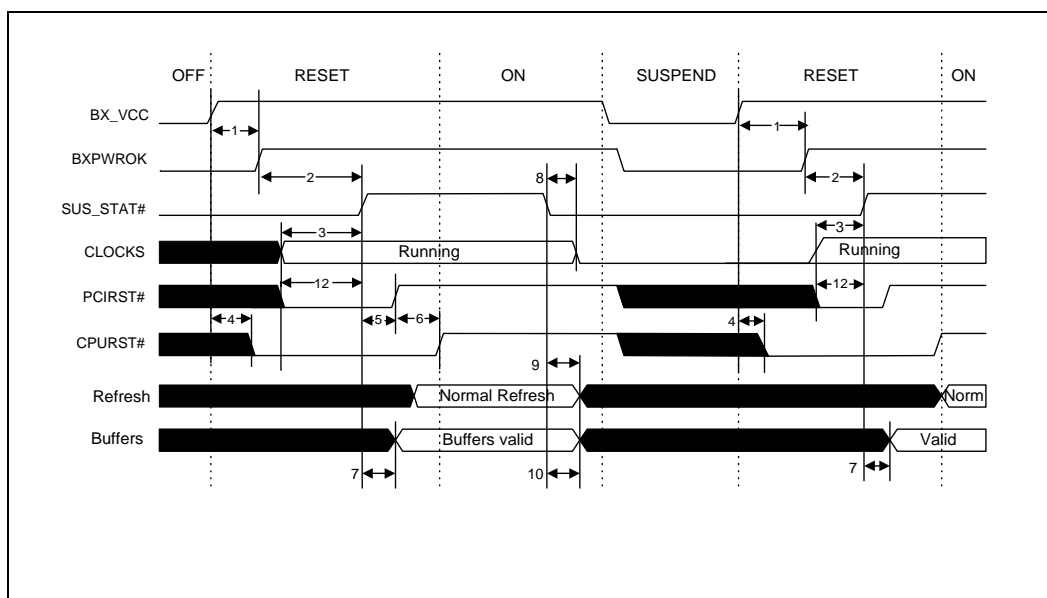 OFF RESET ON SUSPEND RESET ON
BX_VCC
1 1
BXPWROK
2 8 2
SUS_STAT#
3 3
CLOCKS Running Running
12 12
PCIRST#
4 5 6 4
CPURST#
9
Refresh Normal Refresh Norm
Buffers Buffers valid Valid
7 10 7